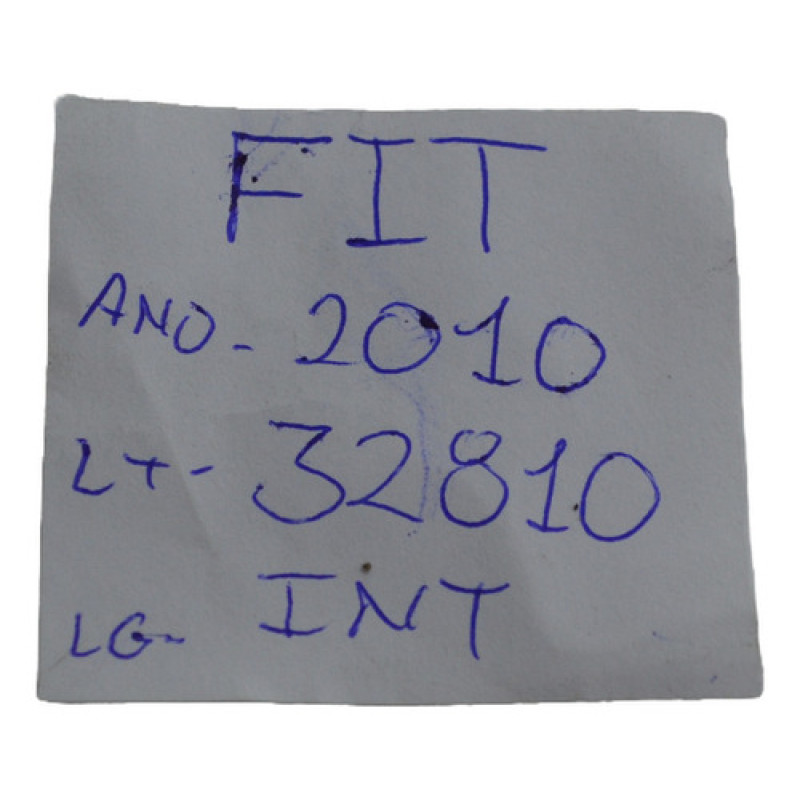 FIT
ANO- 2010
LT- 32810
LG- INT